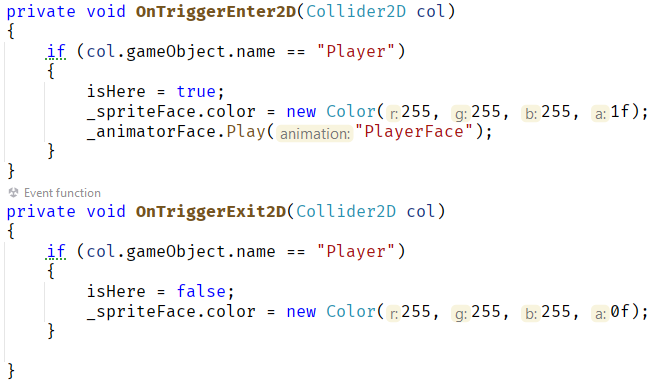 private void OnTriggerEnter2D(Collider2D col)
{
    if (col.gameObject.name == "Player")
    {
        isHere = true;
        _spriteFace.color = new Color( r: 255, g: 255, b: 255, a: 1f);
        _animatorFace.Play( animation: "PlayerFace");
    }
}
Event function
private void OnTriggerExit2D(Collider2D col)
{
    if (col.gameObject.name == "Player")
    {
        isHere = false;
        _spriteFace.color = new Color( r: 255, g: 255, b: 255, a: 0f);
    }
}